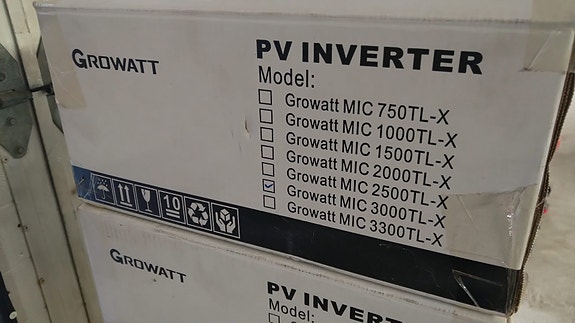 GROWATT
PV INVERTER
Model:
Growatt MIC 750TL-X
Growatt MIC 1000TL-X
Growatt MIC 1500TL-X
Growatt MIC 2000TL-X
Growatt MIC 2500TL-X
Growatt MIC 3000TL-X
Growatt MIC 3300TL-X
10
GROWATT
PV INVERTER